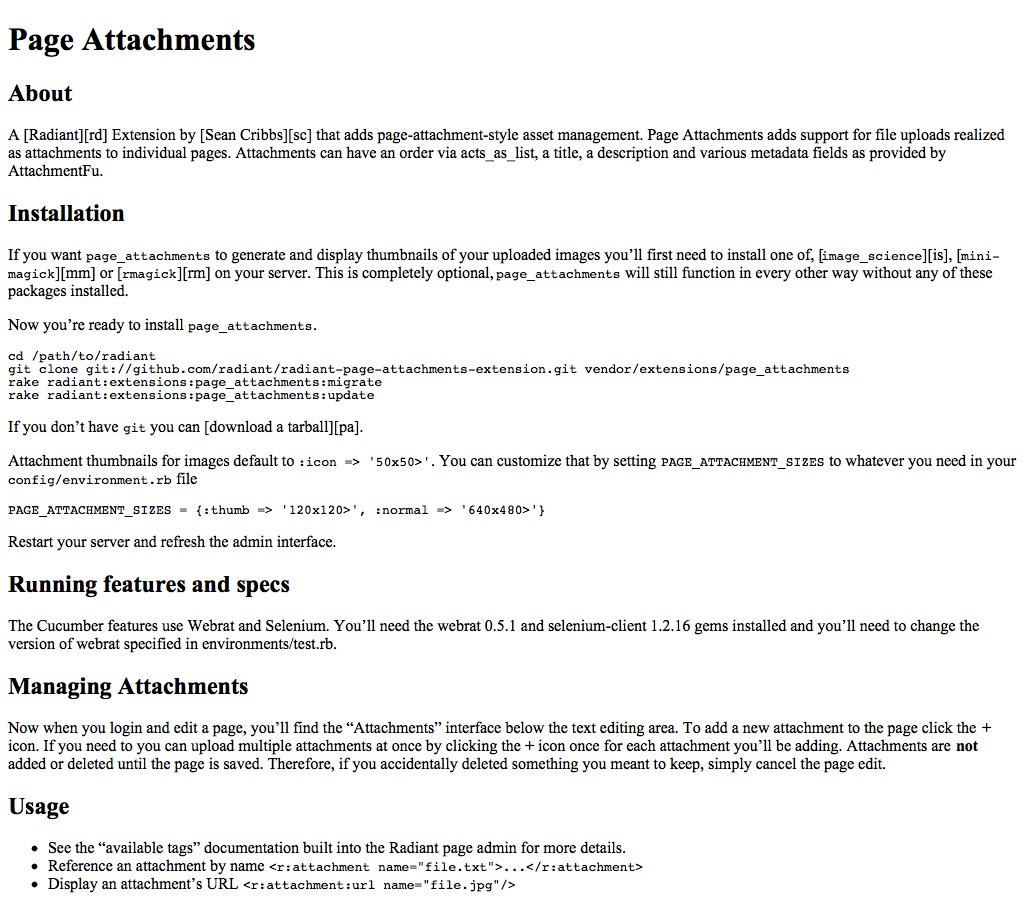 Page Attachments
About
A [Radiant][rd] Extension by [Sean Cribbs][sc] that adds page-attachment-style asset management. Page Attachments adds support for file uploads realized
as attachments to individual pages. Attachments can have an order via acts_as_list, a title, a description and various metadata fields as provided by
AttachmentFu.
Installation
If you want page_attachments to generate and display thumbnails of your uploaded images you’ll first need to install one of, [image_science][is], [mini-
magick][mm] or [rmagick][rm] on your server. This is completely optional, page_attachments will still function in every other way without any of these
packages installed.
Now you’re ready to install page_attachments.
cd /path/to/radiant
git clone git://github.com/radiant/radiant-page-attachments-extension.git vendor/extensions/page_attachments
rake radiant:extensions:page_attachments:migrate
rake radiant:extensions:page_attachments:update
If you don’t have git you can [download a tarball][pa].
Attachment thumbnails for images default to :icon => '50x50>'. You can customize that by setting PAGE_ATTACHMENT_SIZES to whatever you need in your
config/environment.rb file
PAGE_ATTACHMENT_SIZES = {:thumb => '120x120>', :normal => '640x480>'}
Restart your server and refresh the admin interface.
Running features and specs
The Cucumber features use Webrat and Selenium. You’ll need the webrat 0.5.1 and selenium-client 1.2.16 gems installed and you’ll need to change the
version of webrat specified in environments/test.rb.
Managing Attachments
Now when you login and edit a page, you’ll find the “Attachments” interface below the text editing area. To add a new attachment to the page click the +
icon. If you need to you can upload multiple attachments at once by clicking the + icon once for each attachment you’ll be adding. Attachments are not
added or deleted until the page is saved. Therefore, if you accidentally deleted something you meant to keep, simply cancel the page edit.
Usage
• See the “available tags” documentation built into the Radiant page admin for more details.
• Reference an attachment by name <r:attachment name="file.txt">...</r:attachment>
• Display an attachment’s URL <r:attachment:url name="file.jpg"/>